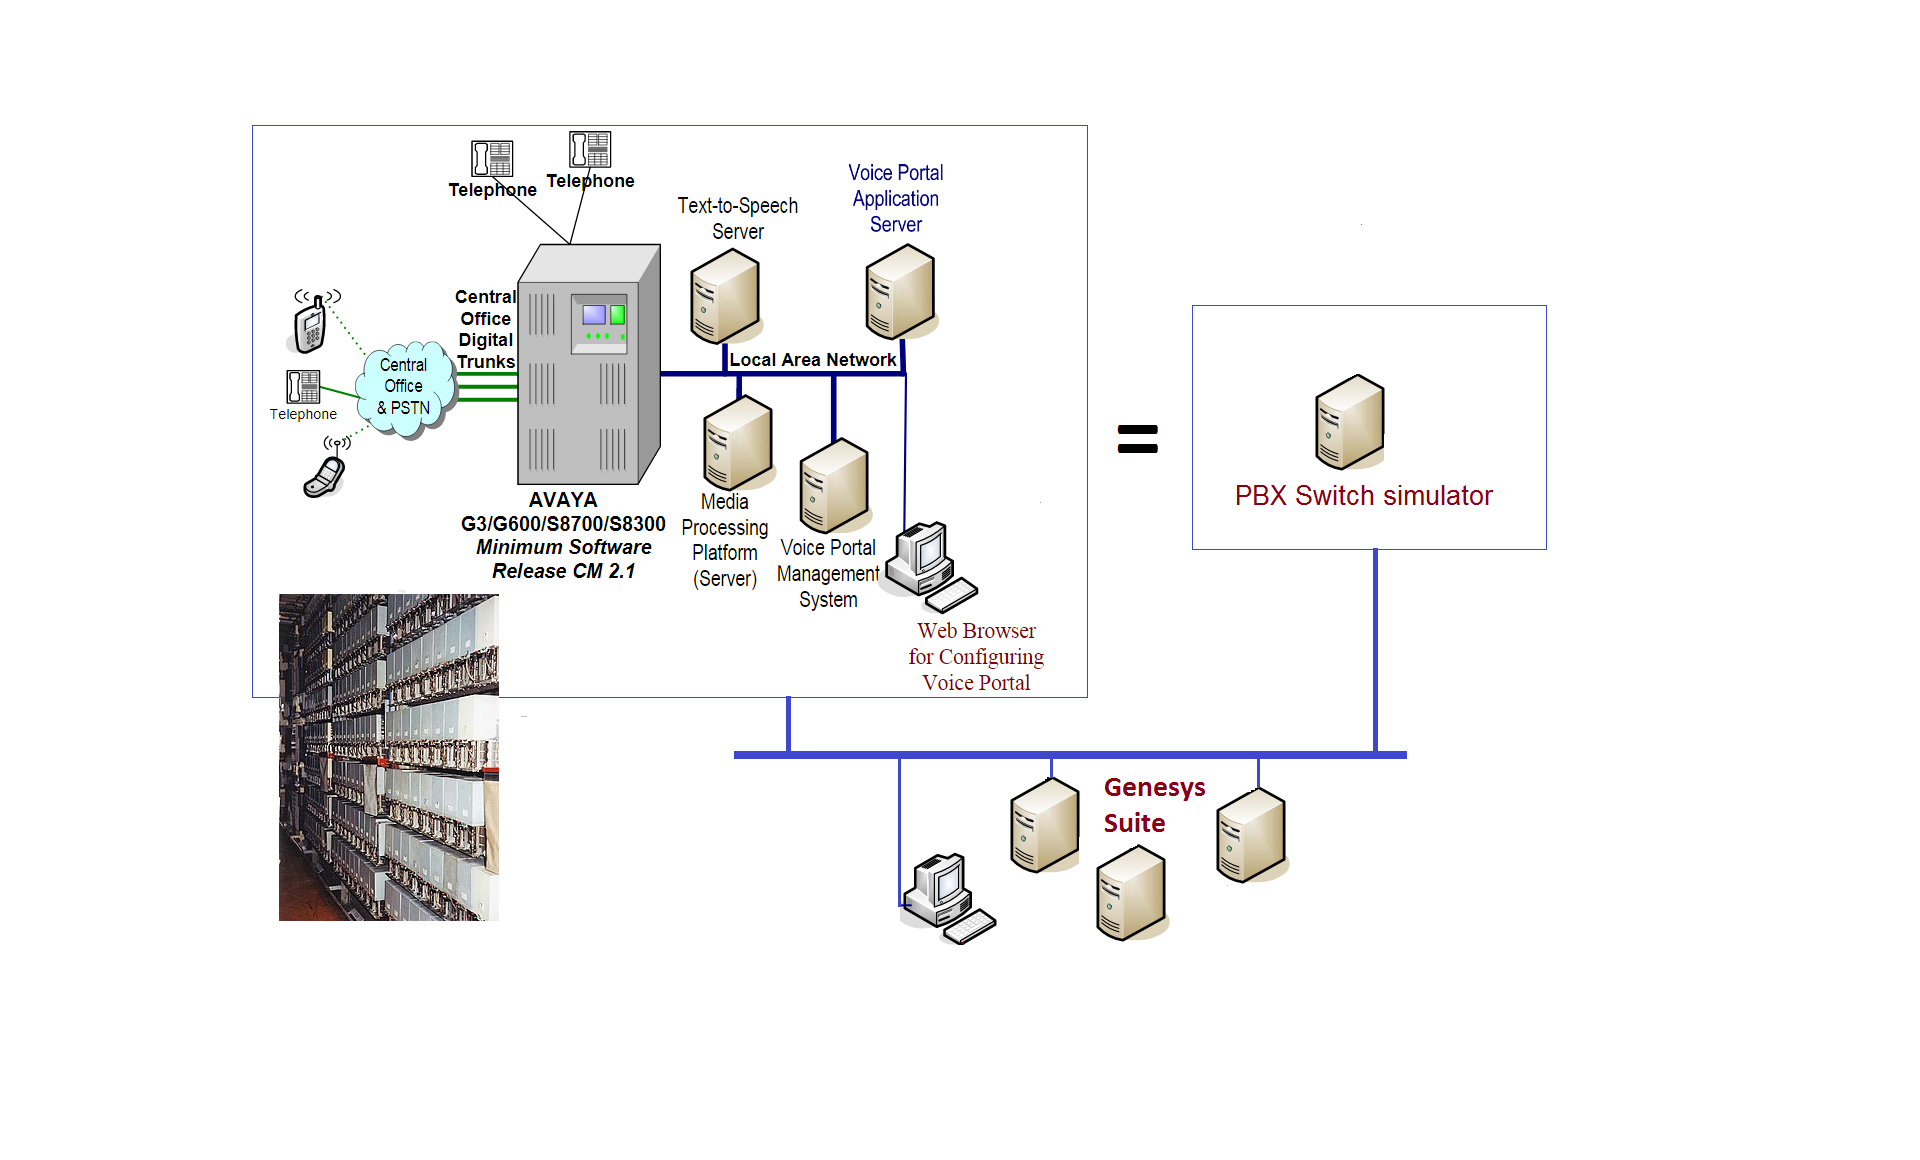 Telephone
Telephone
Voice Portal
Application
Server
Text-to-Speech
Server
Central
Office
Digital
Trunks
Local Area Network
Central
Office
& PSTN
Telephone
AVAYA
G3/G600/S8700/S8300
Minimum Software
Release CM 2.1
Media
Processing
Platform
(Server)
Voice Portal
Management
System
Web Browser
for Configuring
Voice Portal
=
PBX Switch simulator
Genesys
Suite